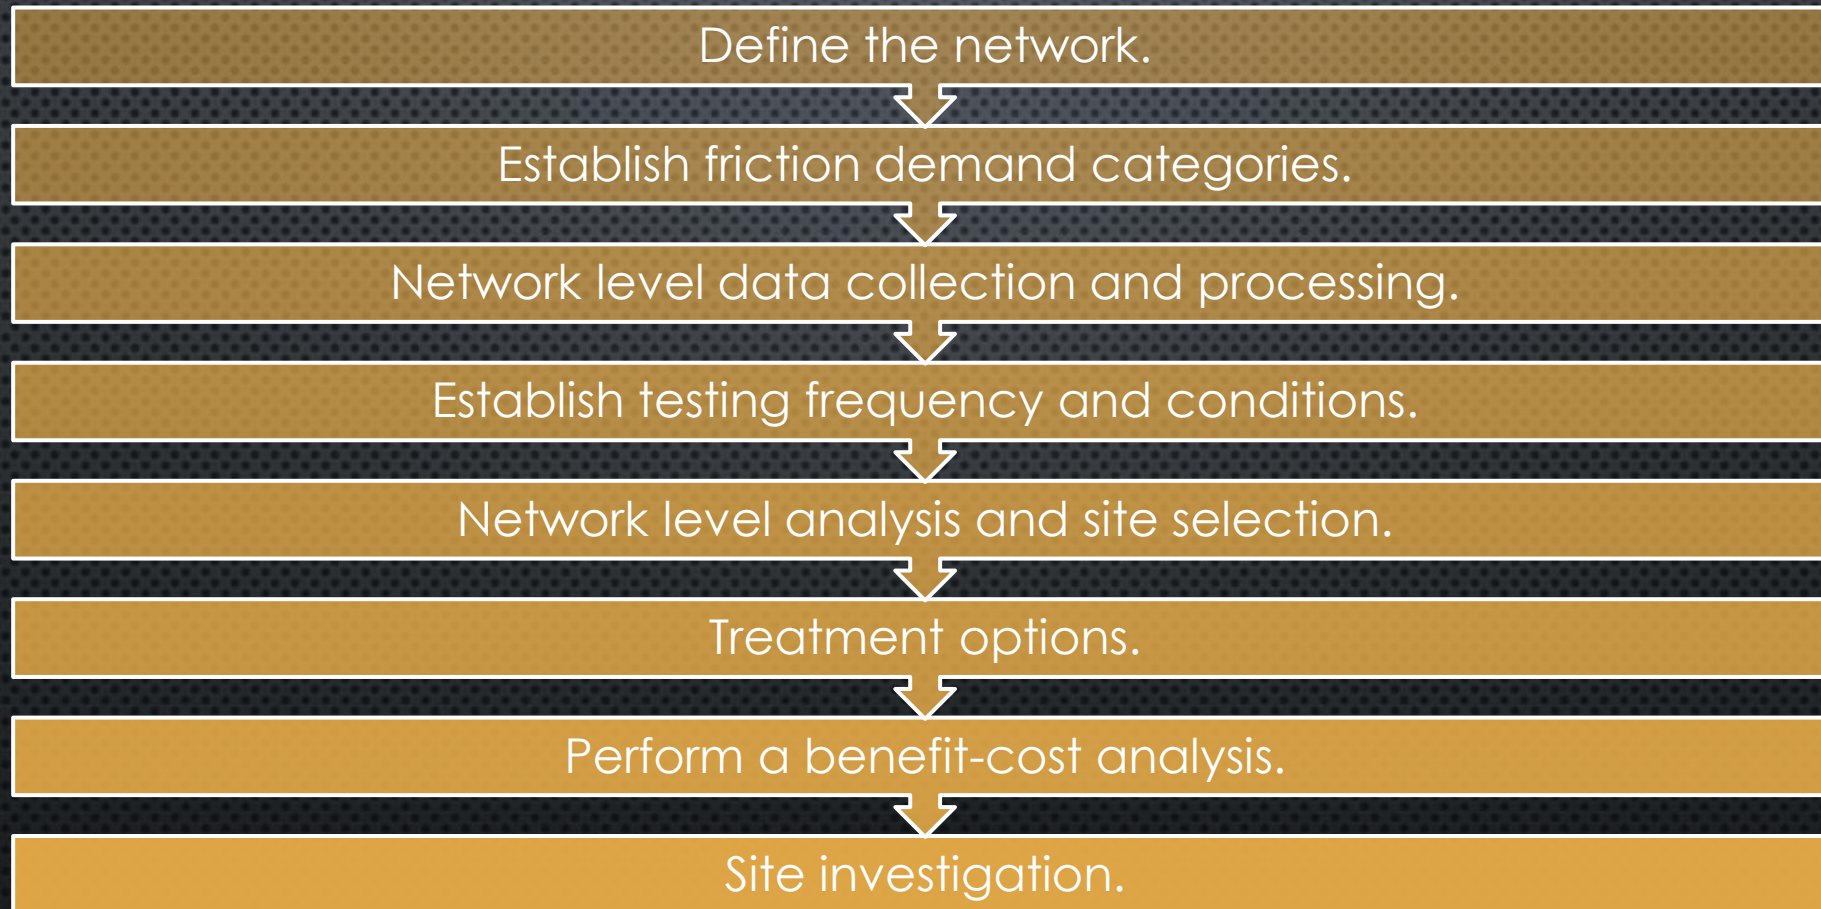 Define the network.
Establish friction demand categories.
Network level data collection and processing.
Establish testing frequency and conditions.
Network level analysis and site selection.
Treatment options.
Perform a benefit-cost analysis.
Site investigation.